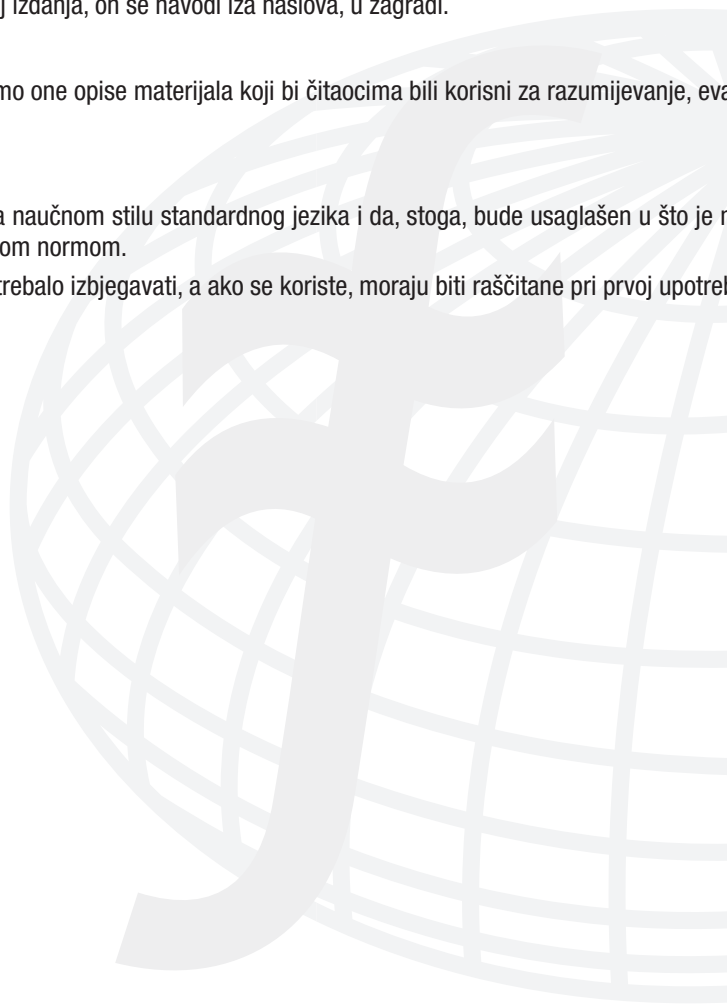 j izdanja, on se navodi iza naslova, u zagradi.
mo one opise materijala koji bi čitaocima bili korisni za razumijevanje, eva
a naučnom stilu standardnog jezika i da, stoga, bude usaglašen u što je
om normom.
trebalo izbjegavati, a ako se koriste, moraju biti raščitane pri prvoj upotreb